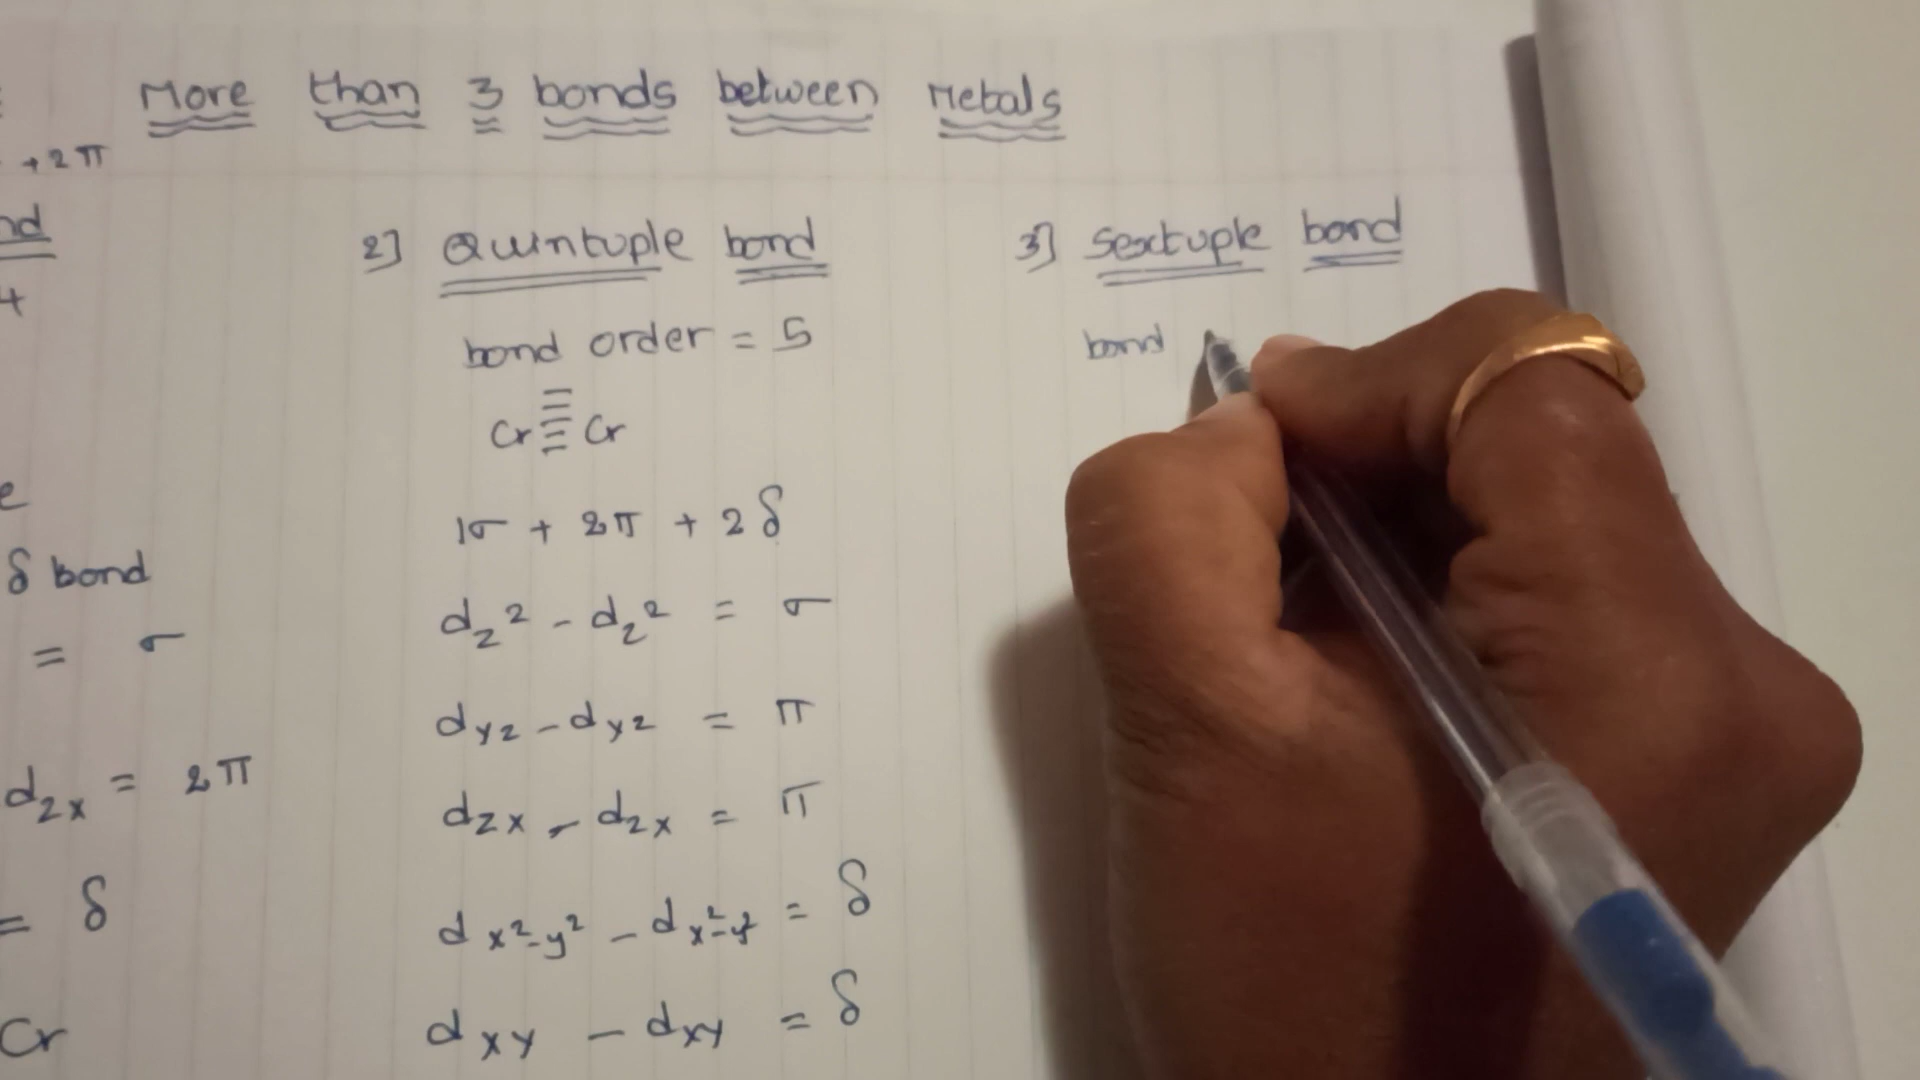 More than 3 bonds between Metals
+2π
nd
4
e
δ bond
= σ
dzx = 2π
= δ
Cr
2] Quintuple bond
bond order = 5
Cr ≡ Cr
1σ + 2π + 2δ
dz² - dz² = σ
dyz - dyz = π
dzx - dzx = π
dx²-y² - dx²-y² = δ
dxy - dxy = δ
3] Sextuple bond
bond